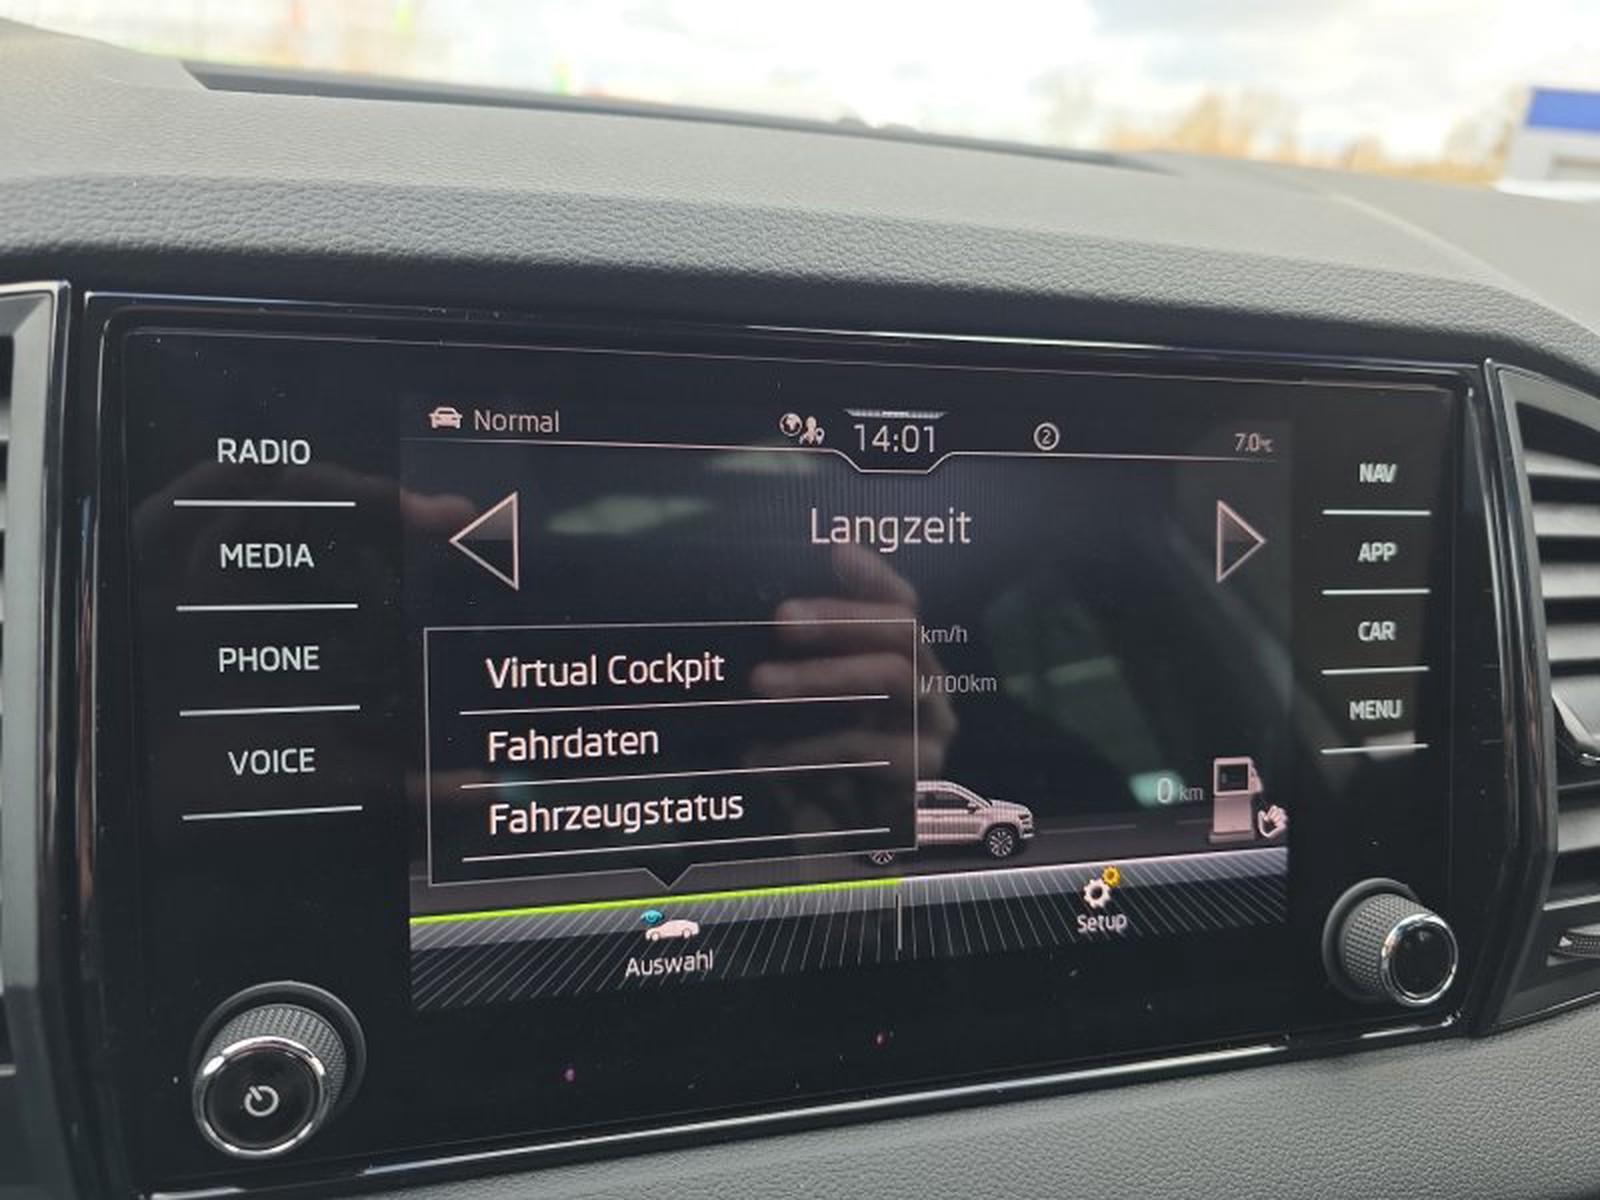 RADIO
MEDIA
PHONE
VOICE
Normal
14:01
2
7.0°C
Langzeit
km/h
l/100km
Virtual Cockpit
Fahrdaten
Fahrzeugstatus
0 km
Auswahl
Setup
NAV
APP
CAR
MENU